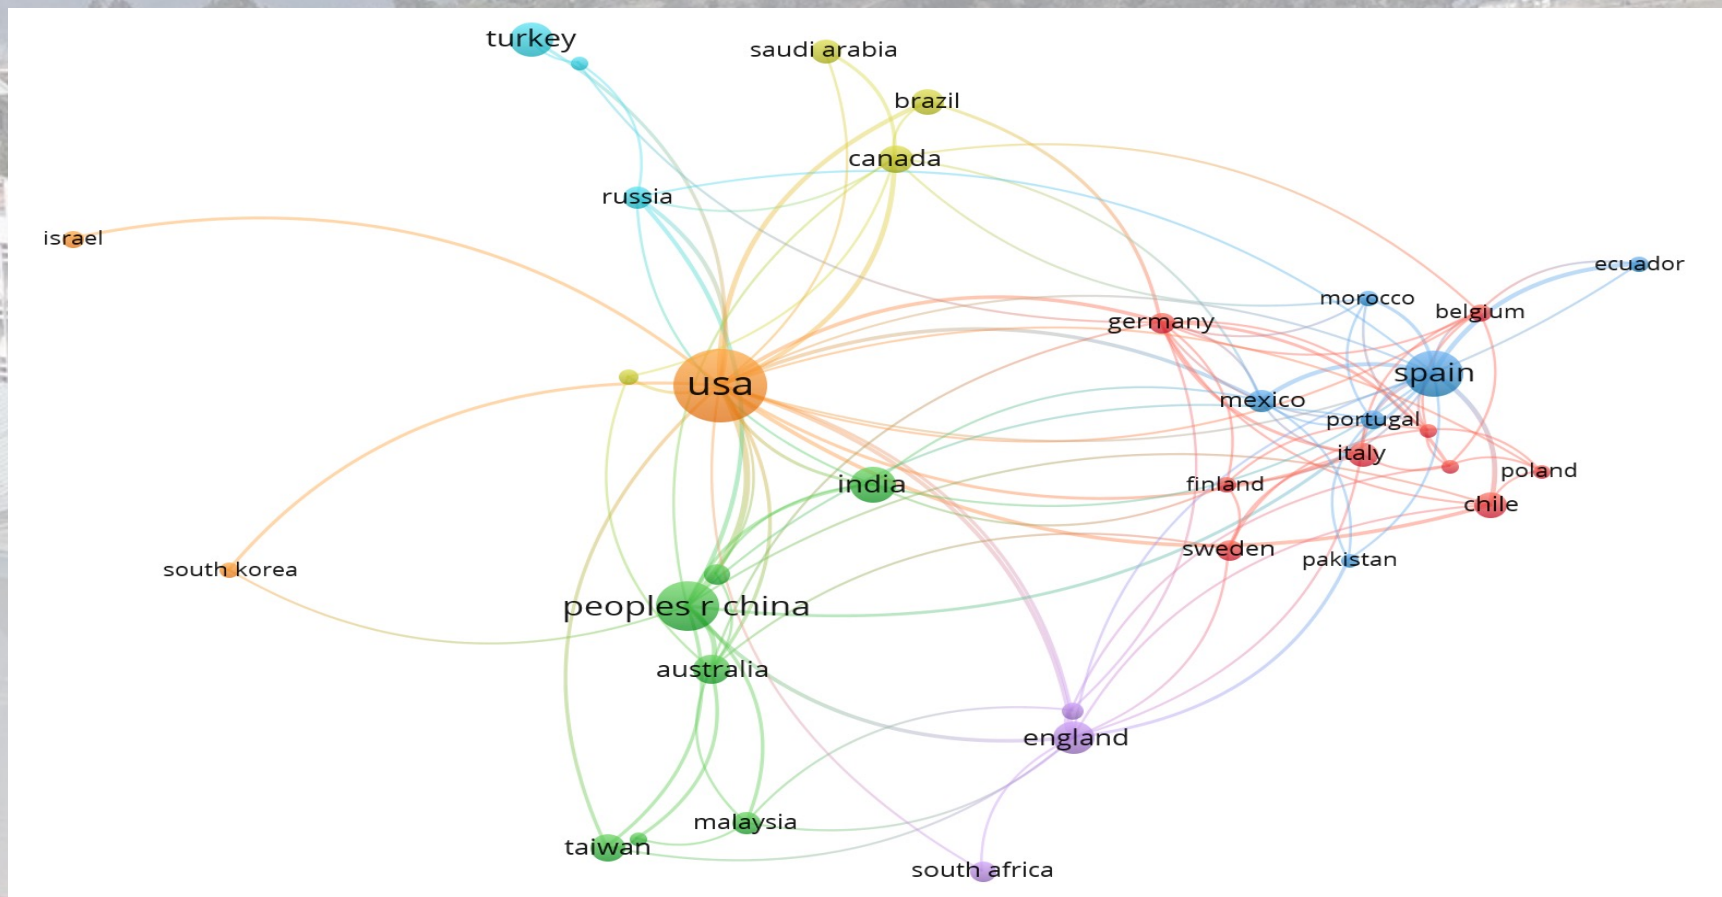 turkey
saudi arabia
brazil
canada
russia
israel
ecuador
morocco
belgium
germany
spain
usa
mexico
portugal
italy
poland
india
finland
chile
sweden
pakistan
south korea
peoples r china
australia
england
malaysia
taiwan
south africa